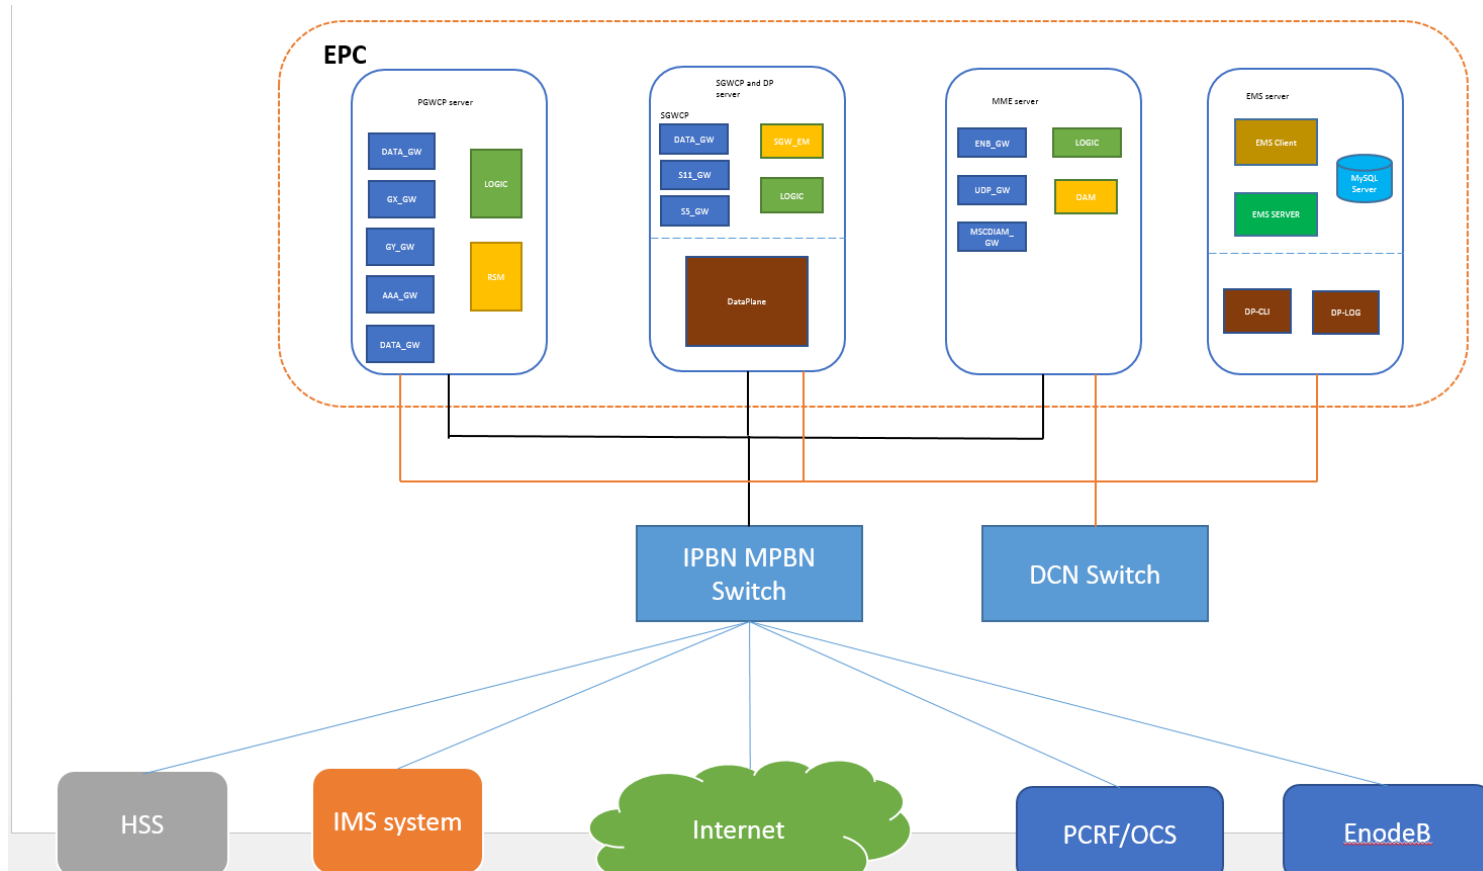 EPC
PGWCP server
DATA_GW
GX_GW
GY_GW
AAA_GW
DATA_GW
LOGIC
RSM
SGWCP and DP
server
SGWCP
DATA_GW
S11_GW
S5_GW
SGW_EM
LOGIC
DataPlane
MME server
ENB_GW
UDP_GW
MSCDIAM_
GW
LOGIC
DAM
EMS server
EMS Client
EMS SERVER
MySQL
Server
DP-CLI
DP-LOG
IPBN MPBN
Switch
DCN Switch
HSS
IMS system
Internet
PCRF/OCS
EnodeB